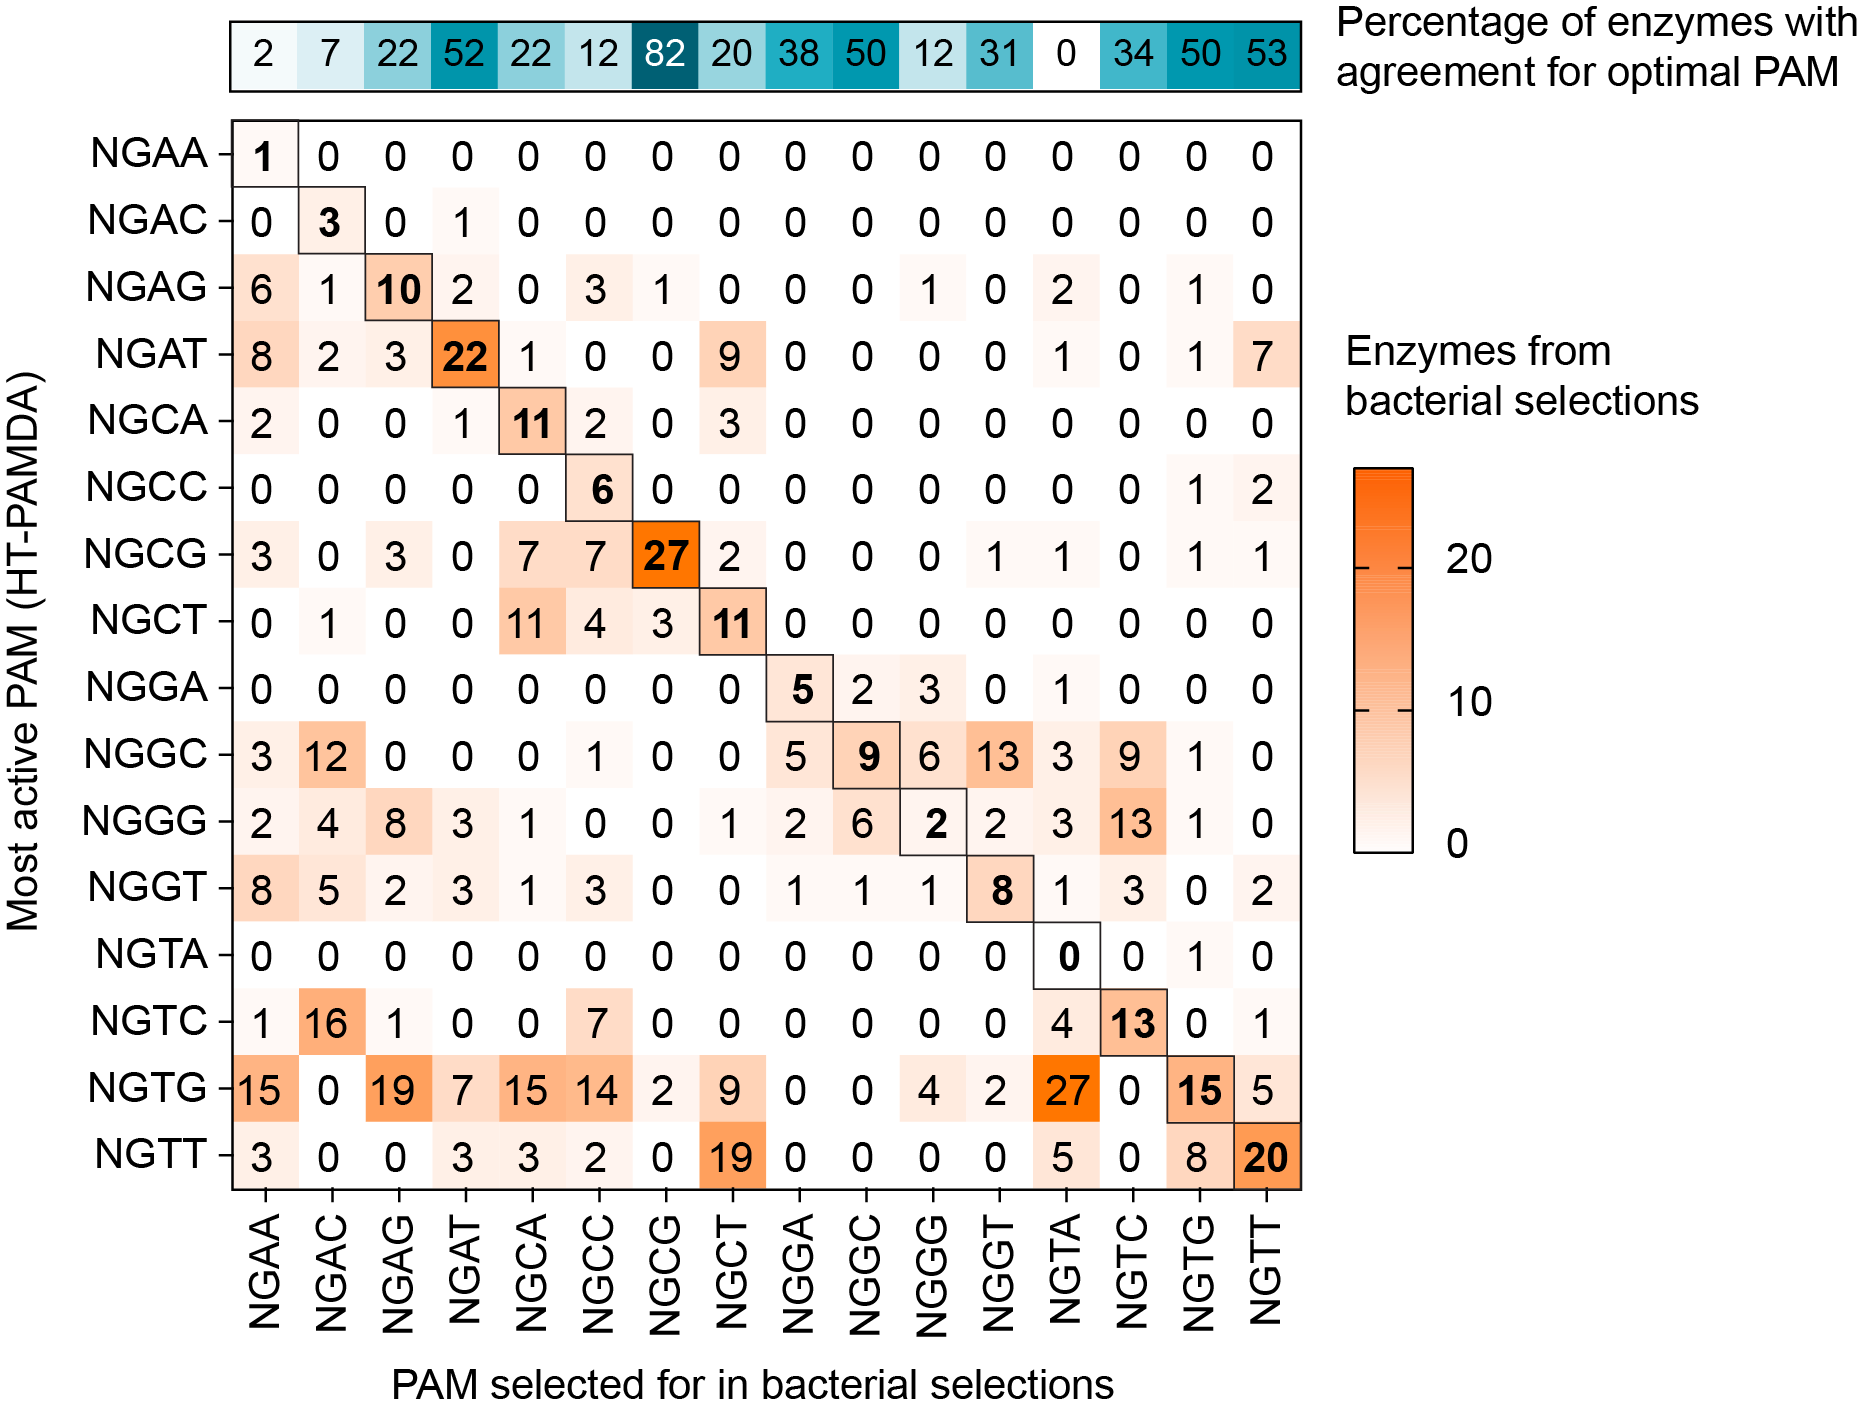 2 7 22 52 22 12 82 20 38 50 12 31 0 34 50 53
Percentage of enzymes with
agreement for optimal PAM
Most active PAM (HT-PAMDA)
NGAA 1 0 0 0 0 0 0 0 0 0 0 0 0 0 0 0
NGAC 0 3 0 1 0 0 0 0 0 0 0 0 0 0 0 0
NGAG 6 1 10 2 0 3 1 0 0 0 1 0 2 0 1 0
NGAT 8 2 3 22 1 0 0 9 0 0 0 0 1 0 1 7
NGCA 2 0 0 1 11 2 0 3 0 0 0 0 0 0 0 0
NGCC 0 0 0 0 0 6 0 0 0 0 0 0 0 0 1 2
NGCG 3 0 3 0 7 7 27 2 0 0 0 1 1 0 1 1
NGCT 0 1 0 0 11 4 3 11 0 0 0 0 0 0 0 0
NGGA 0 0 0 0 0 0 0 0 5 2 3 0 1 0 0 0
NGGC 3 12 0 0 0 1 0 0 5 9 6 13 3 9 1 0
NGGG 2 4 8 3 1 0 0 1 2 6 2 2 3 13 1 0
NGGT 8 5 2 3 1 3 0 0 1 1 1 8 1 3 0 2
NGTA 0 0 0 0 0 0 0 0 0 0 0 0 0 0 1 0
NGTC 1 16 1 0 0 7 0 0 0 0 0 0 4 13 0 1
NGTG 15 0 19 7 15 14 2 9 0 0 4 2 27 0 15 5
NGTT 3 0 0 3 3 2 0 19 0 0 0 0 5 0 8 20
NGAA NGAC NGAG NGAT NGCA NGCC NGCG NGCT NGGA NGGC NGGG NGGT NGTA NGTC NGTG NGTT
PAM selected for in bacterial selections
Enzymes from
bacterial selections
20
10
0